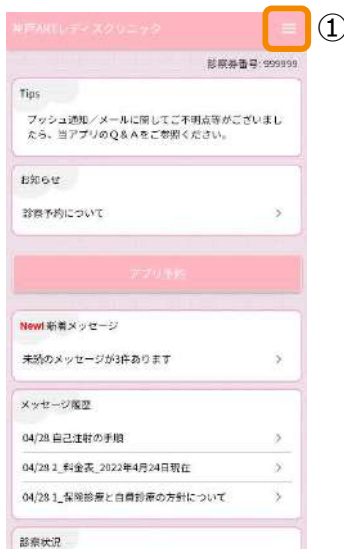 神戸ARTレディスクリニック
①
診察券番号: 999999
Tips
プッシュ通知／メールに関してご不明点等がございまし
たら、当アプリのQ＆Aをご参照ください。
お知らせ
診察予約について
アプリ予約
New! 新着メッセージ
未読のメッセージが3件あります
メッセージ履歴
04/28 自己注射の手順
04/28 2_料金表_2022年4月24日現在
04/28 1_保険診療と自費診療の方針について
診察状況